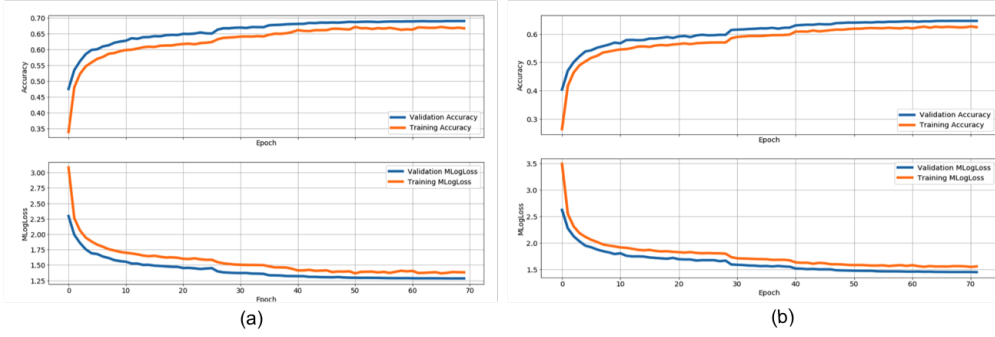 0.70
0.65
0.60
0.55
0.50
0.45
0.40
0.35
Accuracy
Validation Accuracy
Training Accuracy
Epoch
3.00
2.75
2.50
2.25
2.00
1.75
1.50
1.25
MLogLoss
Validation MLogLoss
Training MLogLoss
0 10 20 30 40 50 60 70
Epoch
(a)
0.6
0.5
0.4
0.3
Accuracy
Validation Accuracy
Training Accuracy
Epoch
3.5
3.0
2.5
2.0
1.5
MLogLoss
Validation MLogLoss
Training MLogLoss
0 10 20 30 40 50 60 70
Epoch
(b)